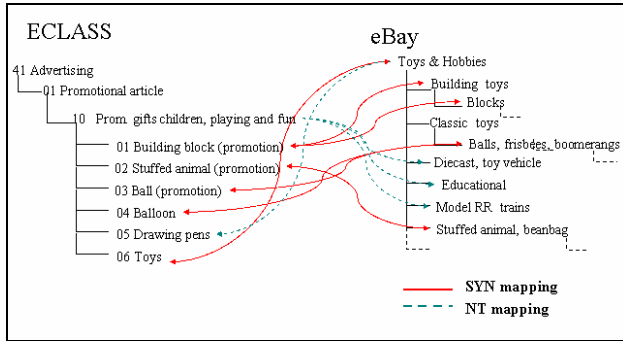 ECLASS
41 Advertising
01 Promotional article
10 Prom. gifts children, playing and fun
01 Building block (promotion)
02 Stuffed animal (promotion)
03 Ball (promotion)
04 Balloon
05 Drawing pens
06 Toys
eBay
Toys & Hobbies
Building toys
Blocks
Classic toys
Balls, frisbees, boomerangs
Diecast, toy vehicle
Educational
Model RR trains
Stuffed animal, beanbag
SYN mapping
NT mapping